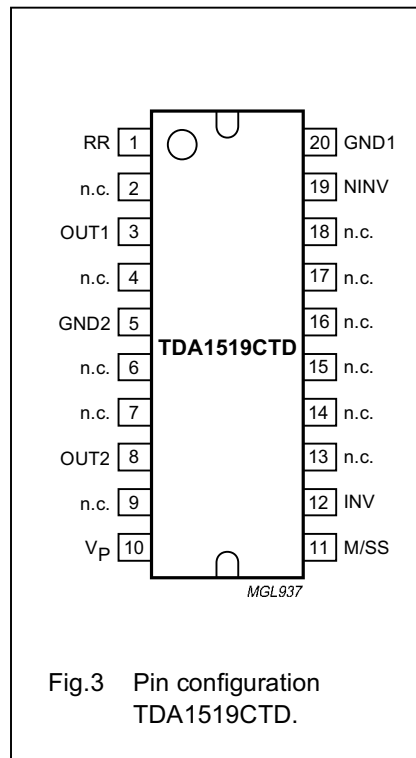 RR 1 20 GND1
n.c. 2 19 NINV
OUT1 3 18 n.c.
n.c. 4 17 n.c.
GND2 5 16 n.c.
TDA1519CTD
n.c. 6 15 n.c.
n.c. 7 14 n.c.
OUT2 8 13 n.c.
n.c. 9 12 INV
VP 10 11 M/SS
MGL937
Fig.3 Pin configuration
TDA1519CTD.